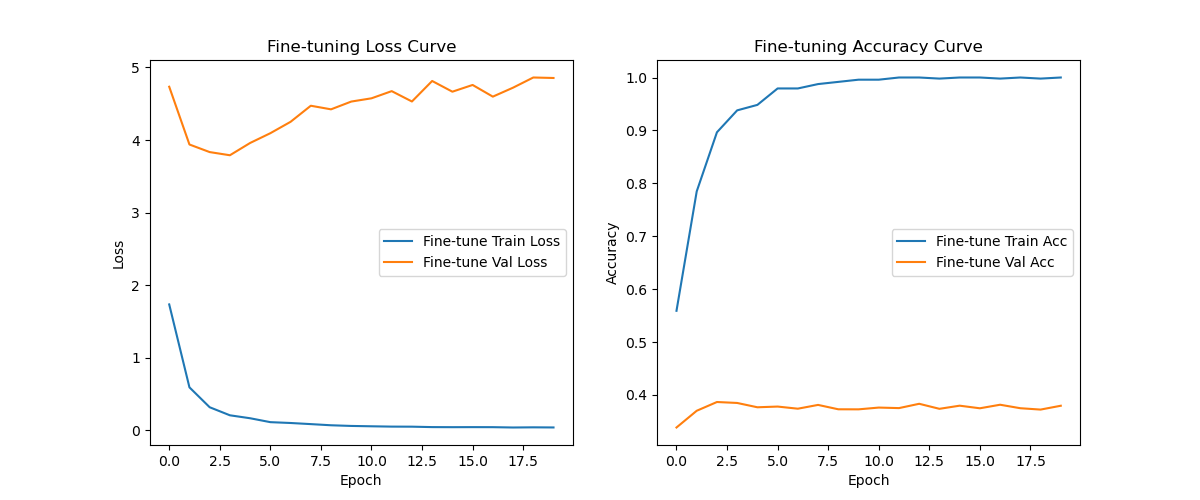 Fine-tuning Loss Curve
5
4
3
2
1
0
Loss
Fine-tune Train Loss
Fine-tune Val Loss
0.0 2.5 5.0 7.5 10.0 12.5 15.0 17.5
Epoch
Fine-tuning Accuracy Curve
1.0
0.9
0.8
0.7
0.6
0.5
0.4
Accuracy
Fine-tune Train Acc
Fine-tune Val Acc
0.0 2.5 5.0 7.5 10.0 12.5 15.0 17.5
Epoch